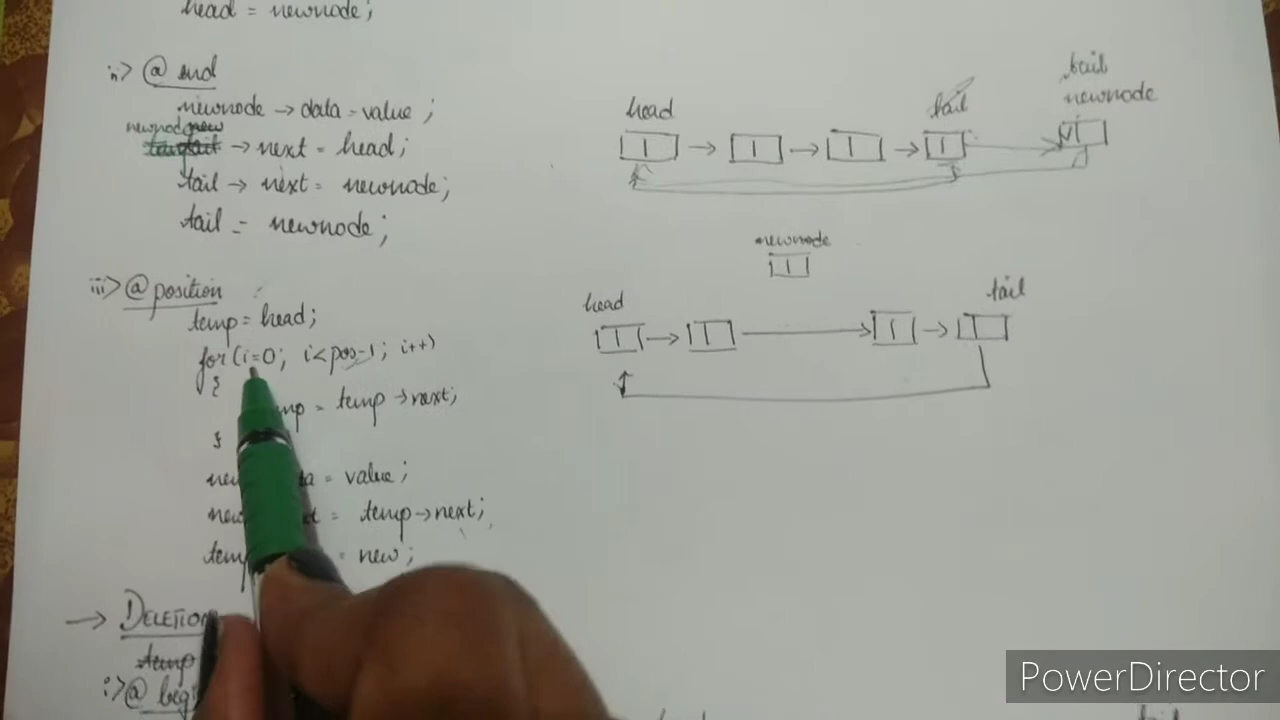 head = newnode;
ii> @ end
newnode → data = value;
newnode
→ next = head;
tail → next = newnode;
tail = newnode;
head
tail
tail
newnode
newnode
iii> @ position
temp = head;
for (i=0; i<pos-1; i++)
{
= temp → next;
}
= value;
= temp → next;
= new;
head
tail
→ DELETION
temp
i> @
PowerDirector